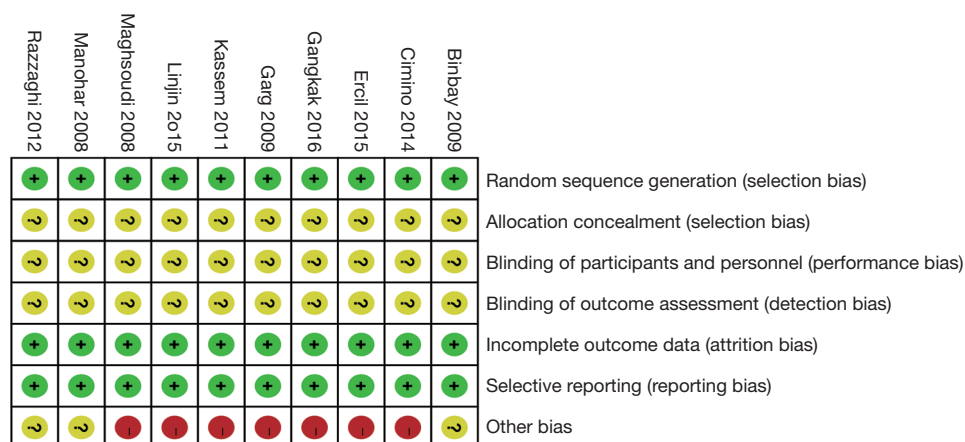 Razzaghi 2012
Manohar 2008
Maghsoudi 2008
Linjin 2o15
Kassem 2011
Garg 2009
Gangkak 2016
Ercil 2015
Cimino 2014
Binbay 2009
+ + + + + + + + + + Random sequence generation (selection bias)
? ? ? ? ? ? ? ? ? ? Allocation concealment (selection bias)
? ? ? ? ? ? ? ? ? ? Blinding of participants and personnel (performance bias)
? ? ? ? ? ? ? ? ? ? Blinding of outcome assessment (detection bias)
+ + + + + + + + + + Incomplete outcome data (attrition bias)
+ + + + + + + + + + Selective reporting (reporting bias)
? ? – – – – – – – ? Other bias